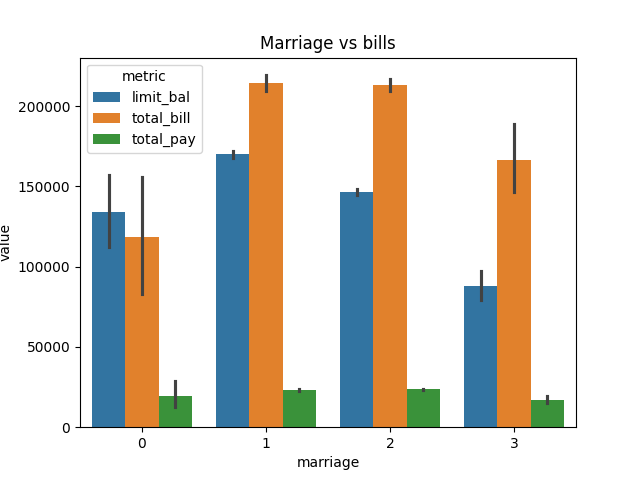 Marriage vs bills
metric
limit_bal
total_bill
total_pay
value
200000
150000
100000
50000
0
0 1 2 3
marriage